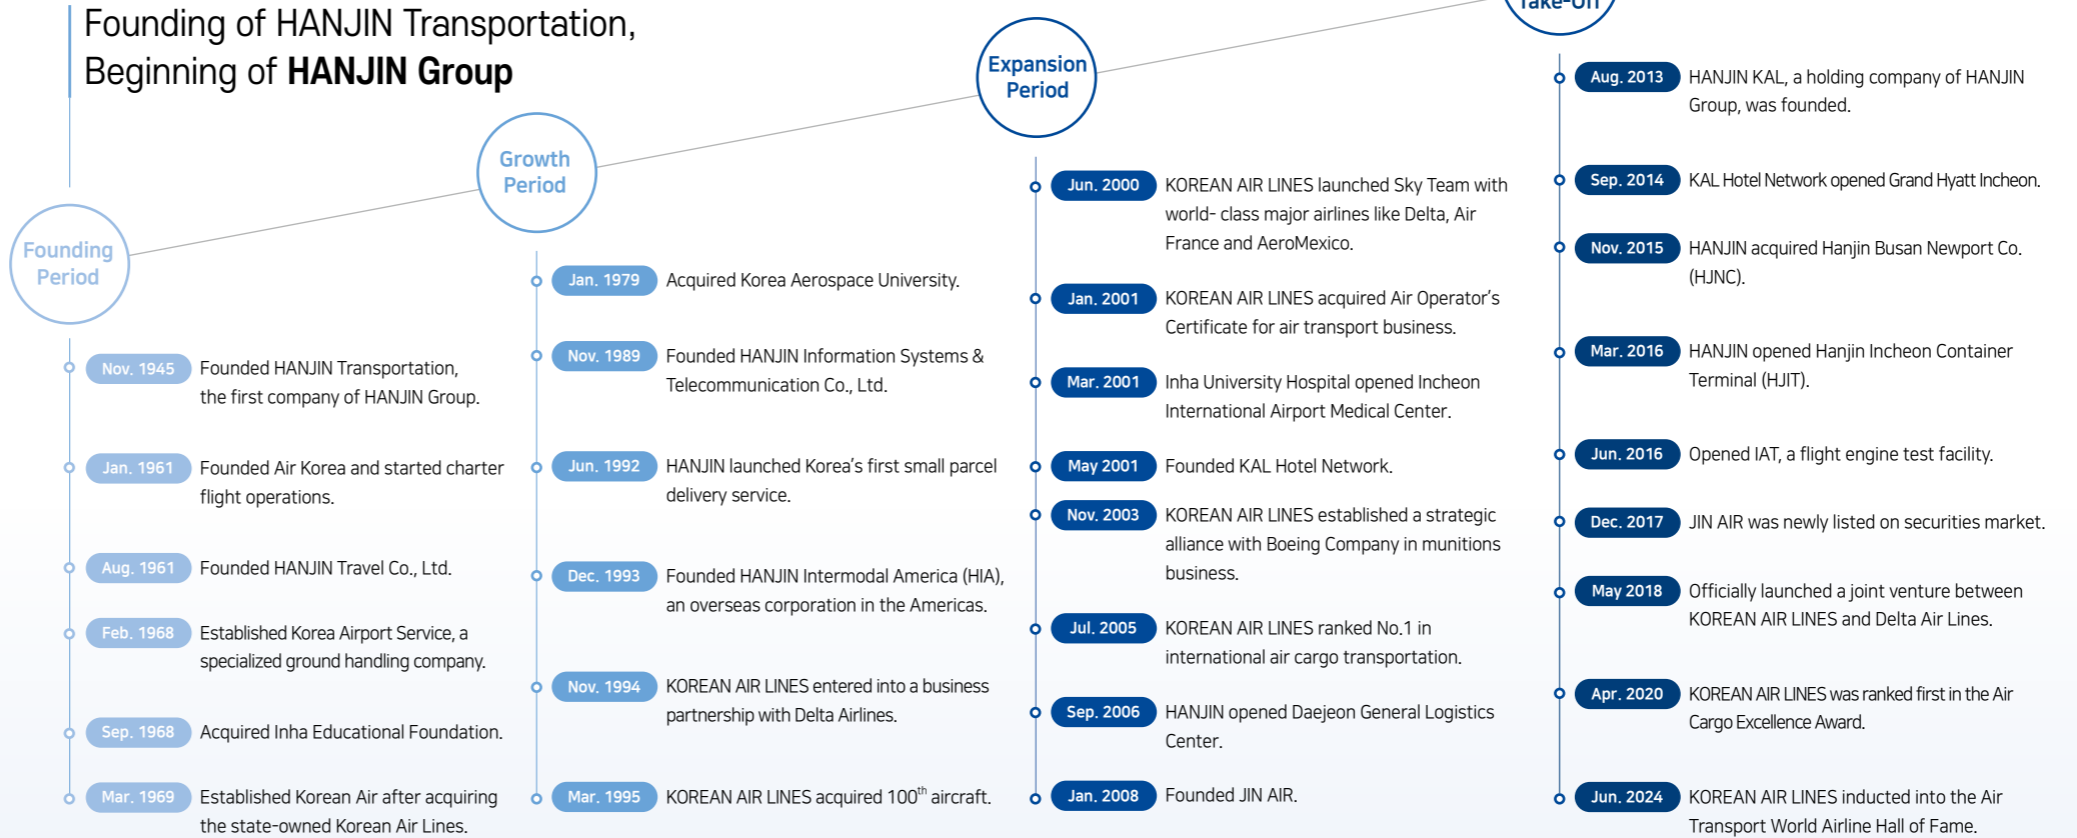 Founding of HANJIN Transportation,
Beginning of HANJIN Group
Founding
Period
Nov. 1945
Founded HANJIN Transportation,
the first company of HANJIN Group.
Jan. 1961
Founded Air Korea and started charter
flight operations.
Aug. 1961
Founded HANJIN Travel Co., Ltd.
Feb. 1968
Established Korea Airport Service, a
specialized ground handling company.
Sep. 1968
Acquired Inha Educational Foundation.
Mar. 1969
Established Korean Air after acquiring
the state-owned Korean Air Lines.
Growth
Period
Jan. 1979
Acquired Korea Aerospace University.
Nov. 1989
Founded HANJIN Information Systems &
Telecommunication Co., Ltd.
Jun. 1992
HANJIN launched Korea's first small parcel
delivery service.
Dec. 1993
Founded HANJIN Intermodal America (HIA),
an overseas corporation in the Americas.
Nov. 1994
KOREAN AIR LINES entered into a business
partnership with Delta Airlines.
Mar. 1995
KOREAN AIR LINES acquired 100th aircraft.
Expansion
Period
Jun. 2000
KOREAN AIR LINES launched Sky Team with
world- class major airlines like Delta, Air
France and AeroMexico.
Jan. 2001
KOREAN AIR LINES acquired Air Operator's
Certificate for air transport business.
Mar. 2001
Inha University Hospital opened Incheon
International Airport Medical Center.
May 2001
Founded KAL Hotel Network.
Nov. 2003
KOREAN AIR LINES established a strategic
alliance with Boeing Company in munitions
business.
Jul. 2005
KOREAN AIR LINES ranked No.1 in
international air cargo transportation.
Sep. 2006
HANJIN opened Daejeon General Logistics
Center.
Jan. 2008
Founded JIN AIR.
Take-Off
Aug. 2013
HANJIN KAL, a holding company of HANJIN
Group, was founded.
Sep. 2014
KAL Hotel Network opened Grand Hyatt Incheon.
Nov. 2015
HANJIN acquired Hanjin Busan Newport Co.
(HJNC).
Mar. 2016
HANJIN opened Hanjin Incheon Container
Terminal (HJIT).
Jun. 2016
Opened IAT, a flight engine test facility.
Dec. 2017
JIN AIR was newly listed on securities market.
May 2018
Officially launched a joint venture between
KOREAN AIR LINES and Delta Air Lines.
Apr. 2020
KOREAN AIR LINES was ranked first in the Air
Cargo Excellence Award.
Jun. 2024
KOREAN AIR LINES inducted into the Air
Transport World Airline Hall of Fame.